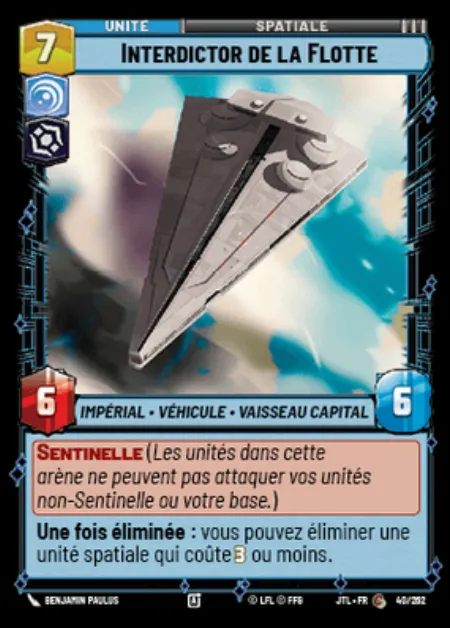 UNITÉ SPATIALE
7
INTERDICTOR DE LA FLOTTE
6
IMPÉRIAL • VÉHICULE • VAISSEAU CAPITAL
6
SENTINELLE (Les unités dans cette
arène ne peuvent pas attaquer vos unités
non-Sentinelle ou votre base.)
Une fois éliminée : vous pouvez éliminer une
unité spatiale qui coûte 3 ou moins.
BENJAMIN PAULUS
© LFL © FFG
JTL • FR
C